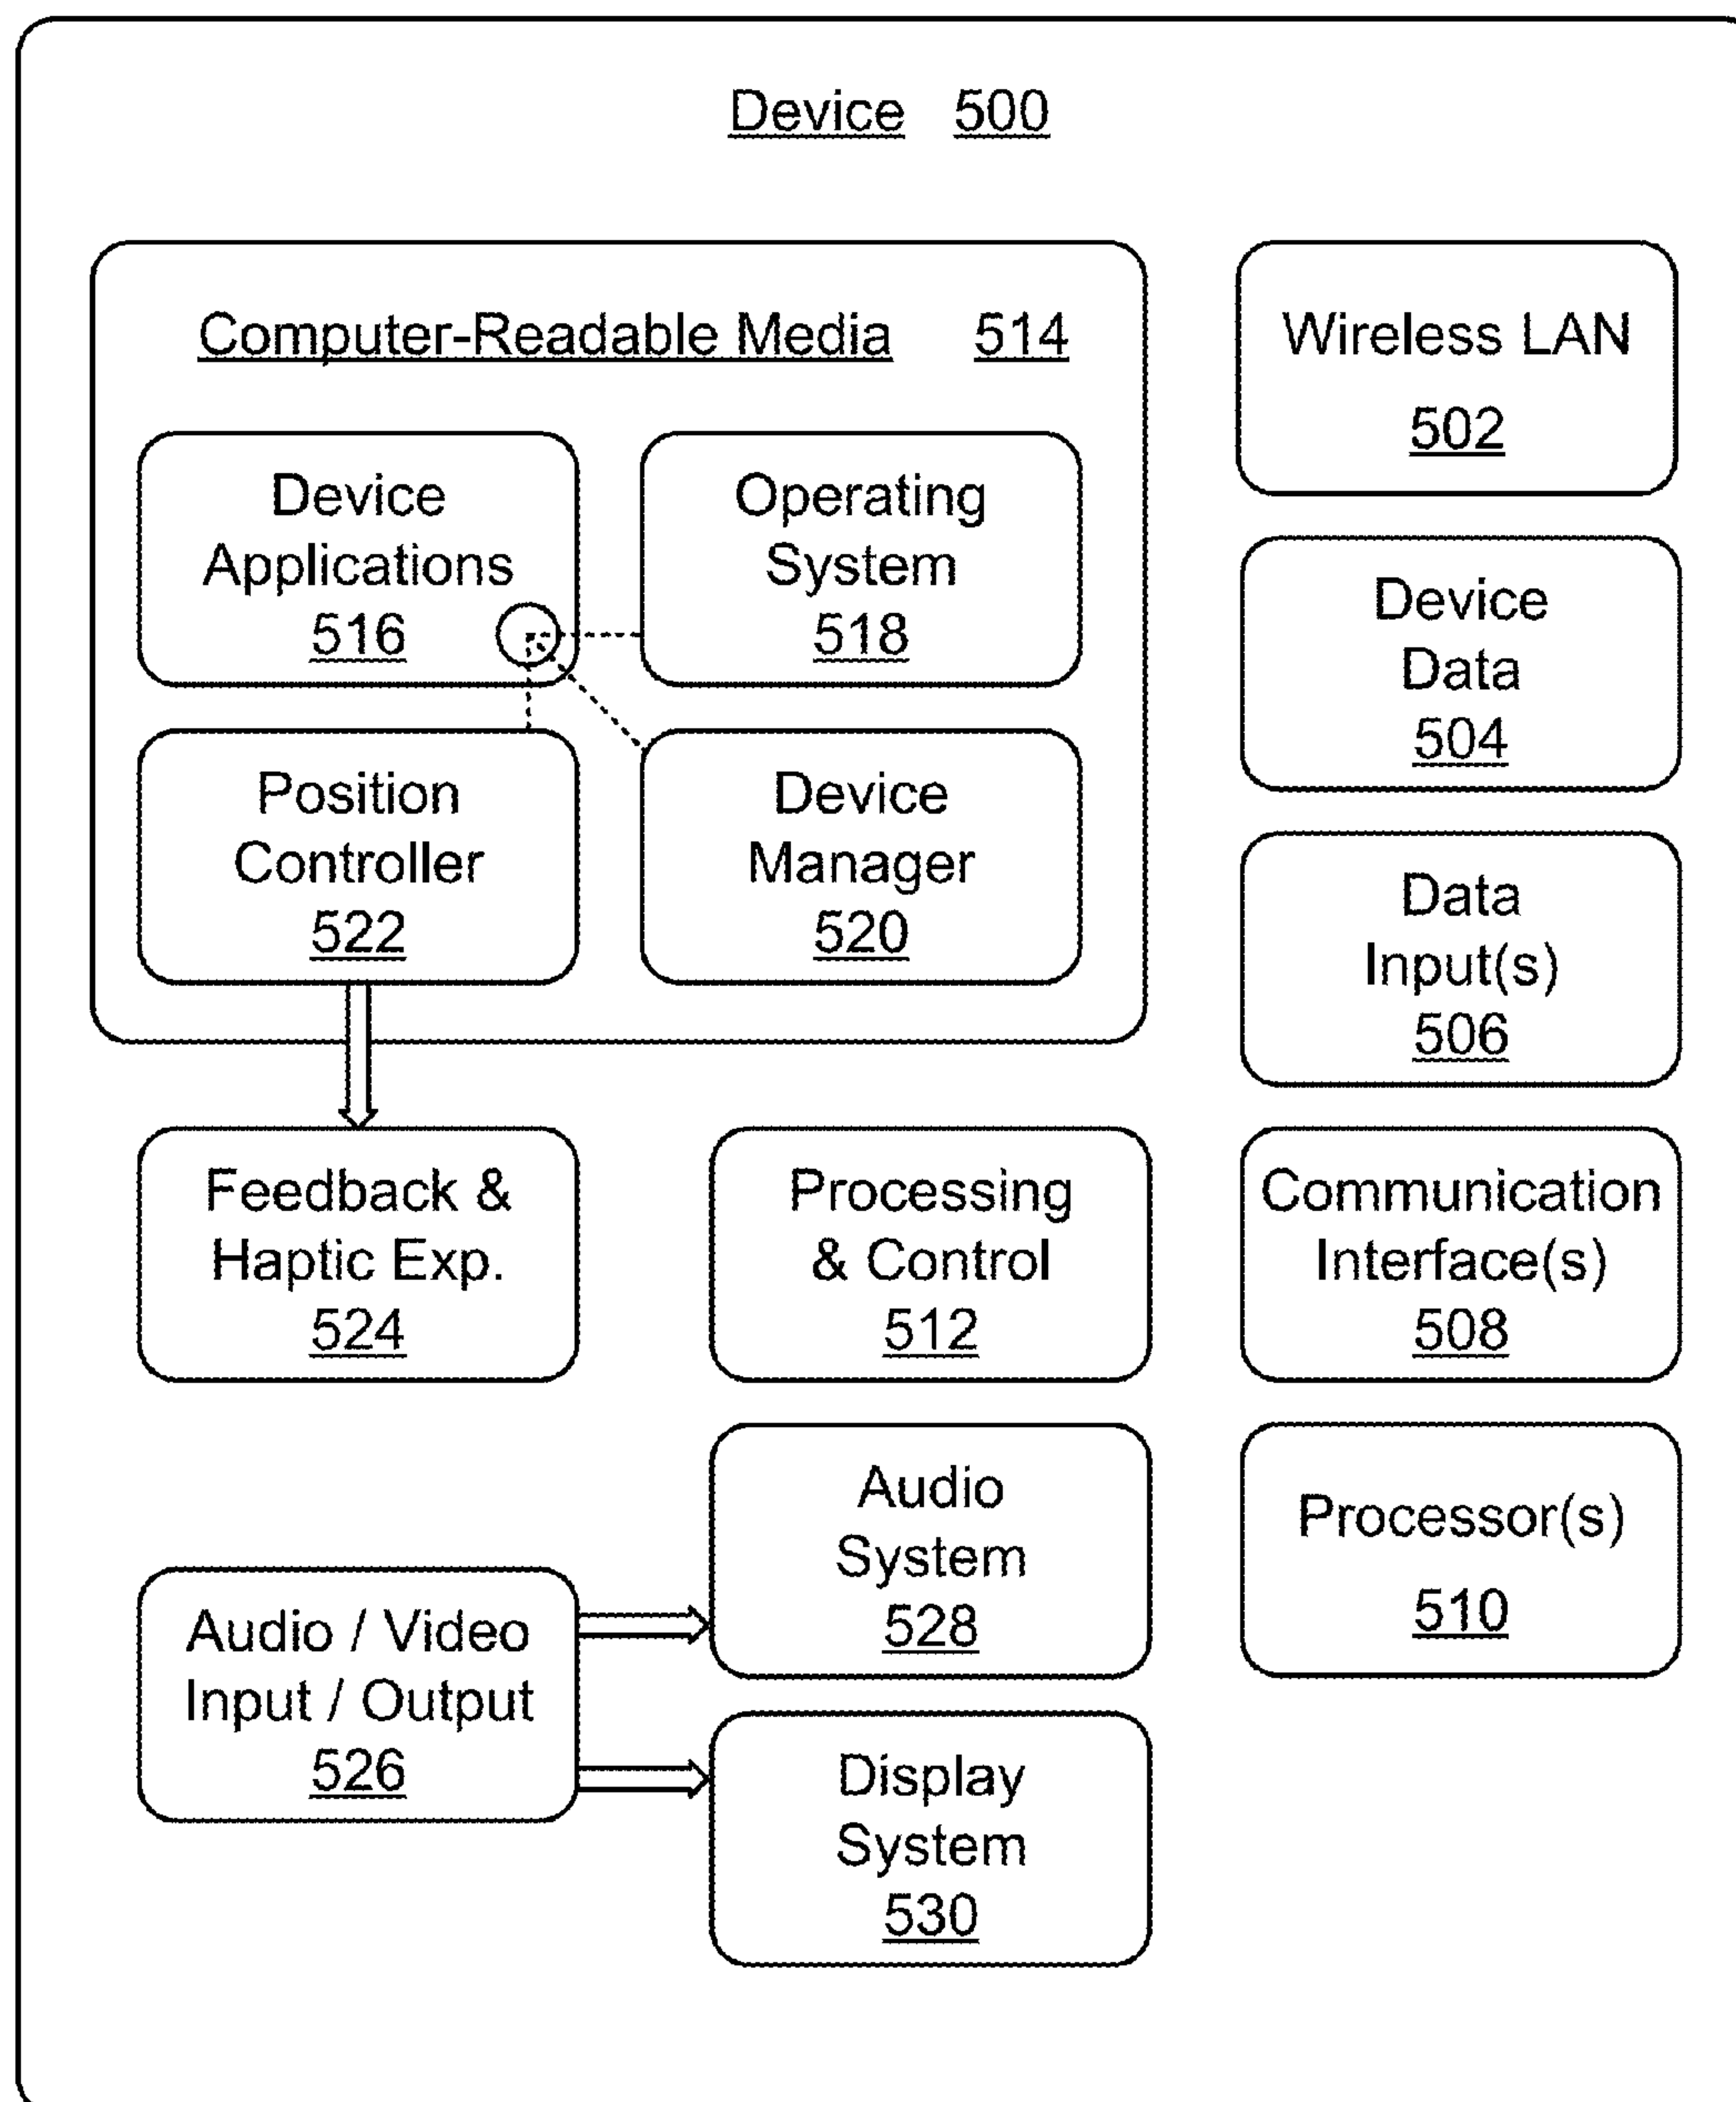 Device 500
Computer-Readable Media 514
Device
Applications
516
Operating
System
518
Position
Controller
522
Device
Manager
520
Feedback &
Haptic Exp.
524
Processing
& Control
512
Audio / Video
Input / Output
526
Audio
System
528
Display
System
530
Wireless LAN
502
Device
Data
504
Data
Input(s)
506
Communication
Interface(s)
508
Processor(s)
510